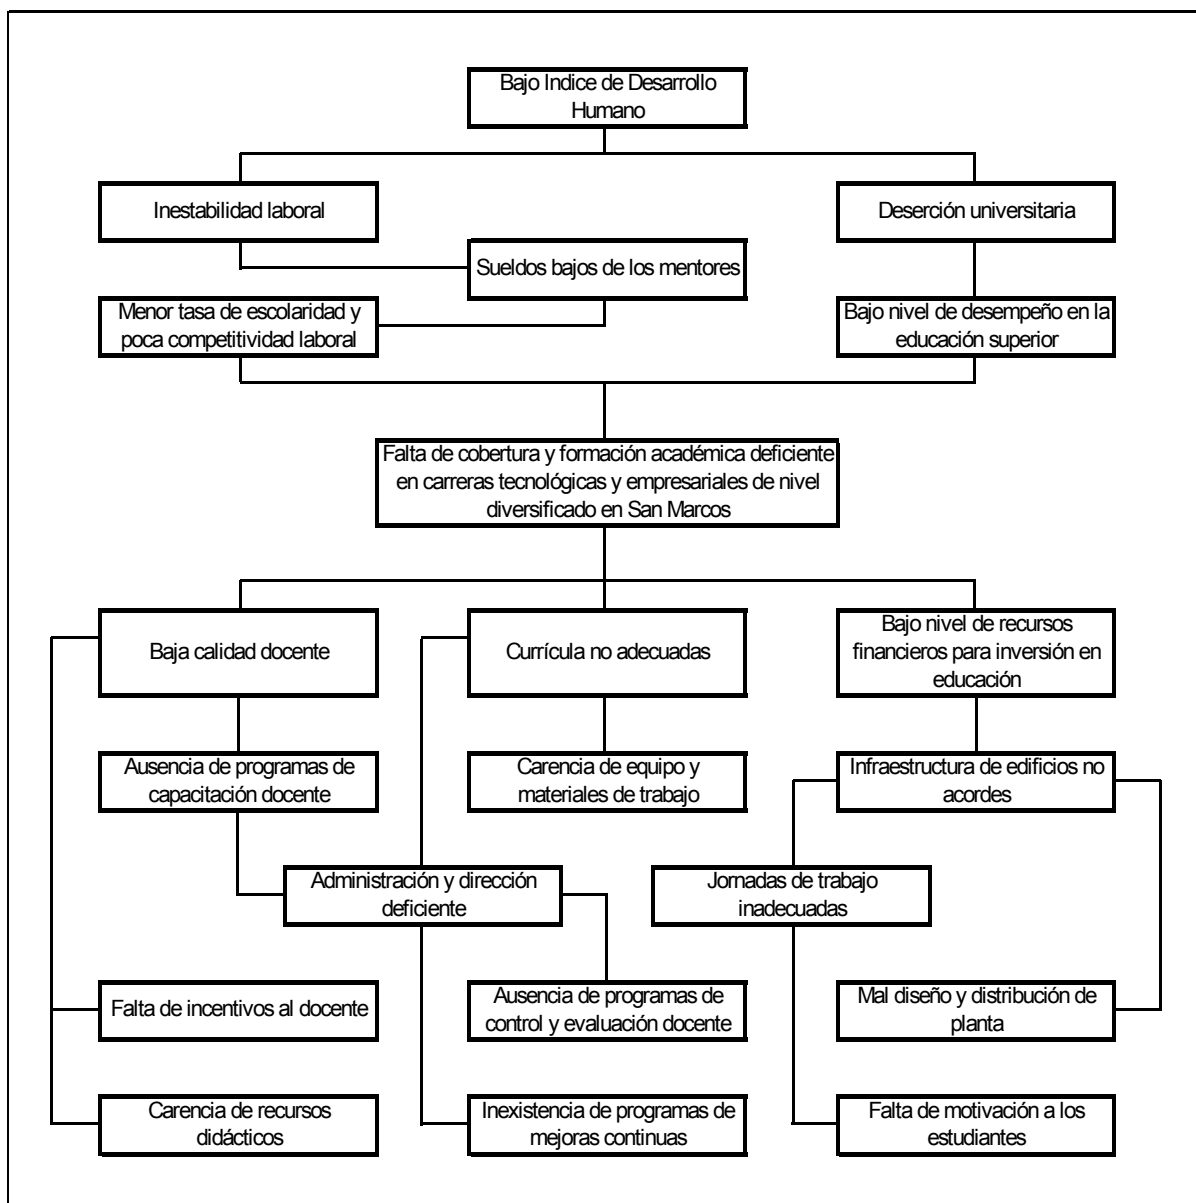 Bajo Indice de Desarrollo
Humano
Inestabilidad laboral
Deserción universitaria
Sueldos bajos de los mentores
Menor tasa de escolaridad y
poca competitividad laboral
Bajo nivel de desempeño en la
educación superior
Falta de cobertura y formación académica deficiente
en carreras tecnológicas y empresariales de nivel
diversificado en San Marcos
Baja calidad docente
Currícula no adecuadas
Bajo nivel de recursos
financieros para inversión en
educación
Ausencia de programas de
capacitación docente
Carencia de equipo y
materiales de trabajo
Infraestructura de edificios no
acordes
Administración y dirección
deficiente
Jornadas de trabajo
inadecuadas
Falta de incentivos al docente
Ausencia de programas de
control y evaluación docente
Mal diseño y distribución de
planta
Carencia de recursos
didácticos
Inexistencia de programas de
mejoras continuas
Falta de motivación a los
estudiantes